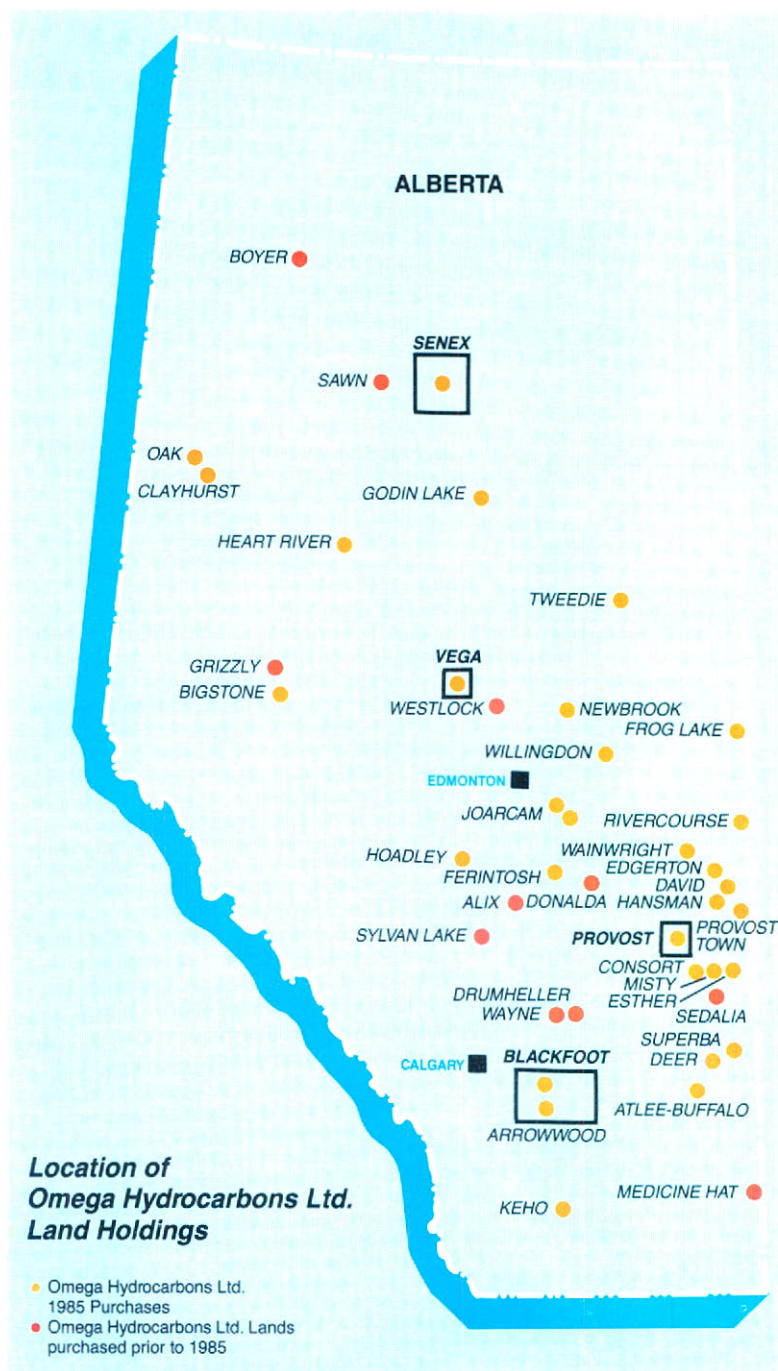 ALBERTA
BOYER
SENEX
SAWN
OAK
CLAYHURST
GODIN LAKE
HEART RIVER
TWEEDIE
VEGA
GRIZZLY
BIGSTONE
WESTLOCK
NEWBROOK
FROG LAKE
WILLINGDON
EDMONTON
JOARCAM
RIVERCOURSE
WAINWRIGHT
HOADLEY
EDGERTON
FERINTOSH
DAVID
ALIX
DONALDA
HANSMAN
PROVOST
TOWN
SYLVAN LAKE
PROVOST
CONSORT
MISTY
ESTHER
SEDALIA
DRUMHELLER
WAYNE
SUPERBA
DEER
CALGARY
BLACKFOOT
ATLEE-BUFFALO
ARROWWOOD
Location of
Omega Hydrocarbons Ltd.
Land Holdings
MEDICINE HAT
KEHO
Omega Hydrocarbons Ltd.
1985 Purchases
Omega Hydrocarbons Ltd. Lands
purchased prior to 1985